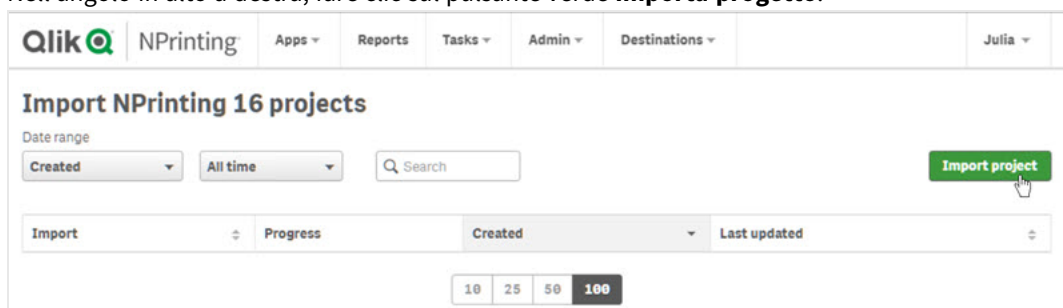 Nell'angolo in alto a destra, fare clic sul pulsante verde Importa progetto.
Qlik NPrinting Apps Reports Tasks Admin Destinations Julia
Import NPrinting 16 projects
Date range
Created All time Search Import project
Import Progress Created Last updated
10 25 50 100